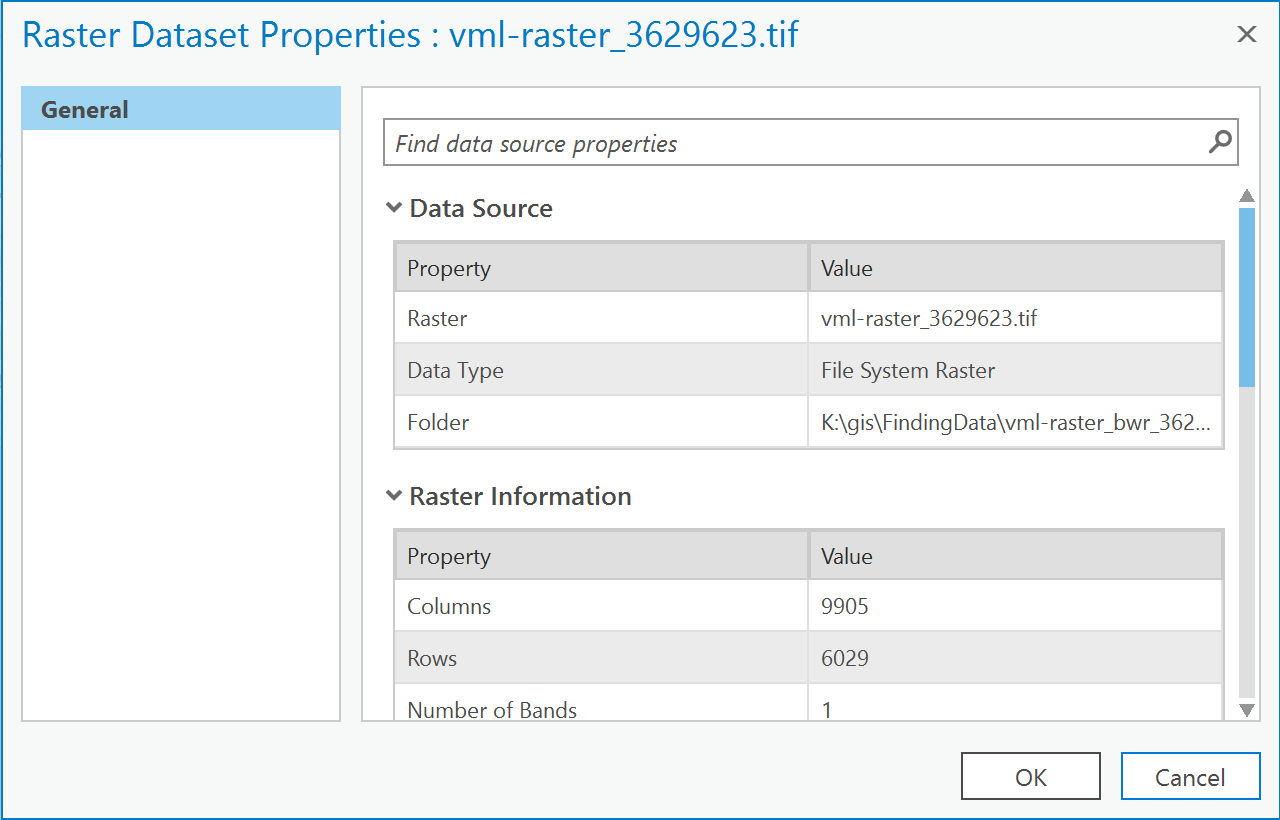 Raster Dataset Properties : vml-raster_3629623.tif
General
Find data source properties
Data Source
Property Value
Raster vml-raster_3629623.tif
Data Type File System Raster
Folder K:\gis\FindingData\vml-raster_bwr_362...
Raster Information
Property Value
Columns 9905
Rows 6029
Number of Bands 1
OK Cancel